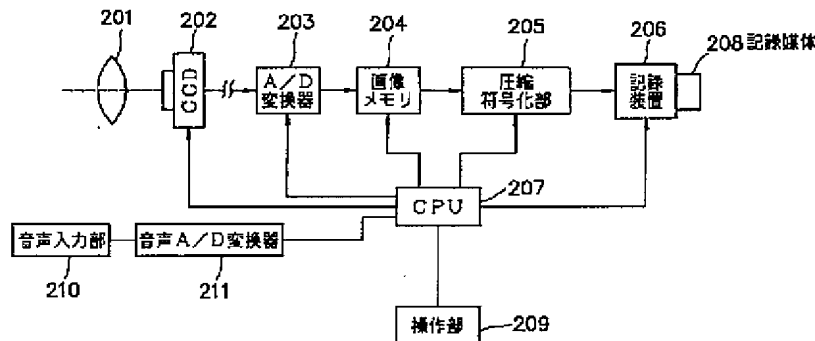 201
202
203
204
205
206
208 記録媒体
CCD
A/D
変換器
画像
メモリ
圧縮
符号化部
記録
装置
207
CPU
音声入力部
音声A/D変換器
210
211
操作部
209